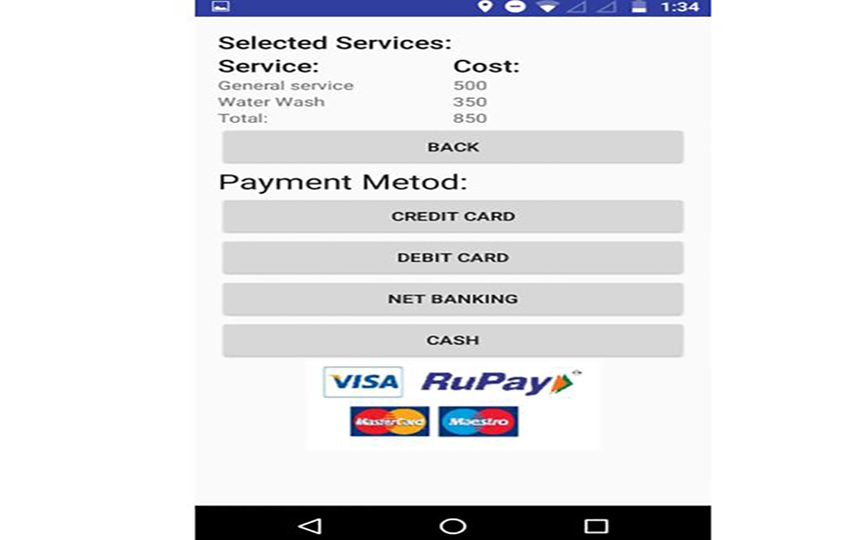 1:34
Selected Services:
Service: Cost:
General service 500
Water Wash 350
Total: 850
BACK
Payment Metod:
CREDIT CARD
DEBIT CARD
NET BANKING
CASH
VISA RuPay
MasterCard Maestro